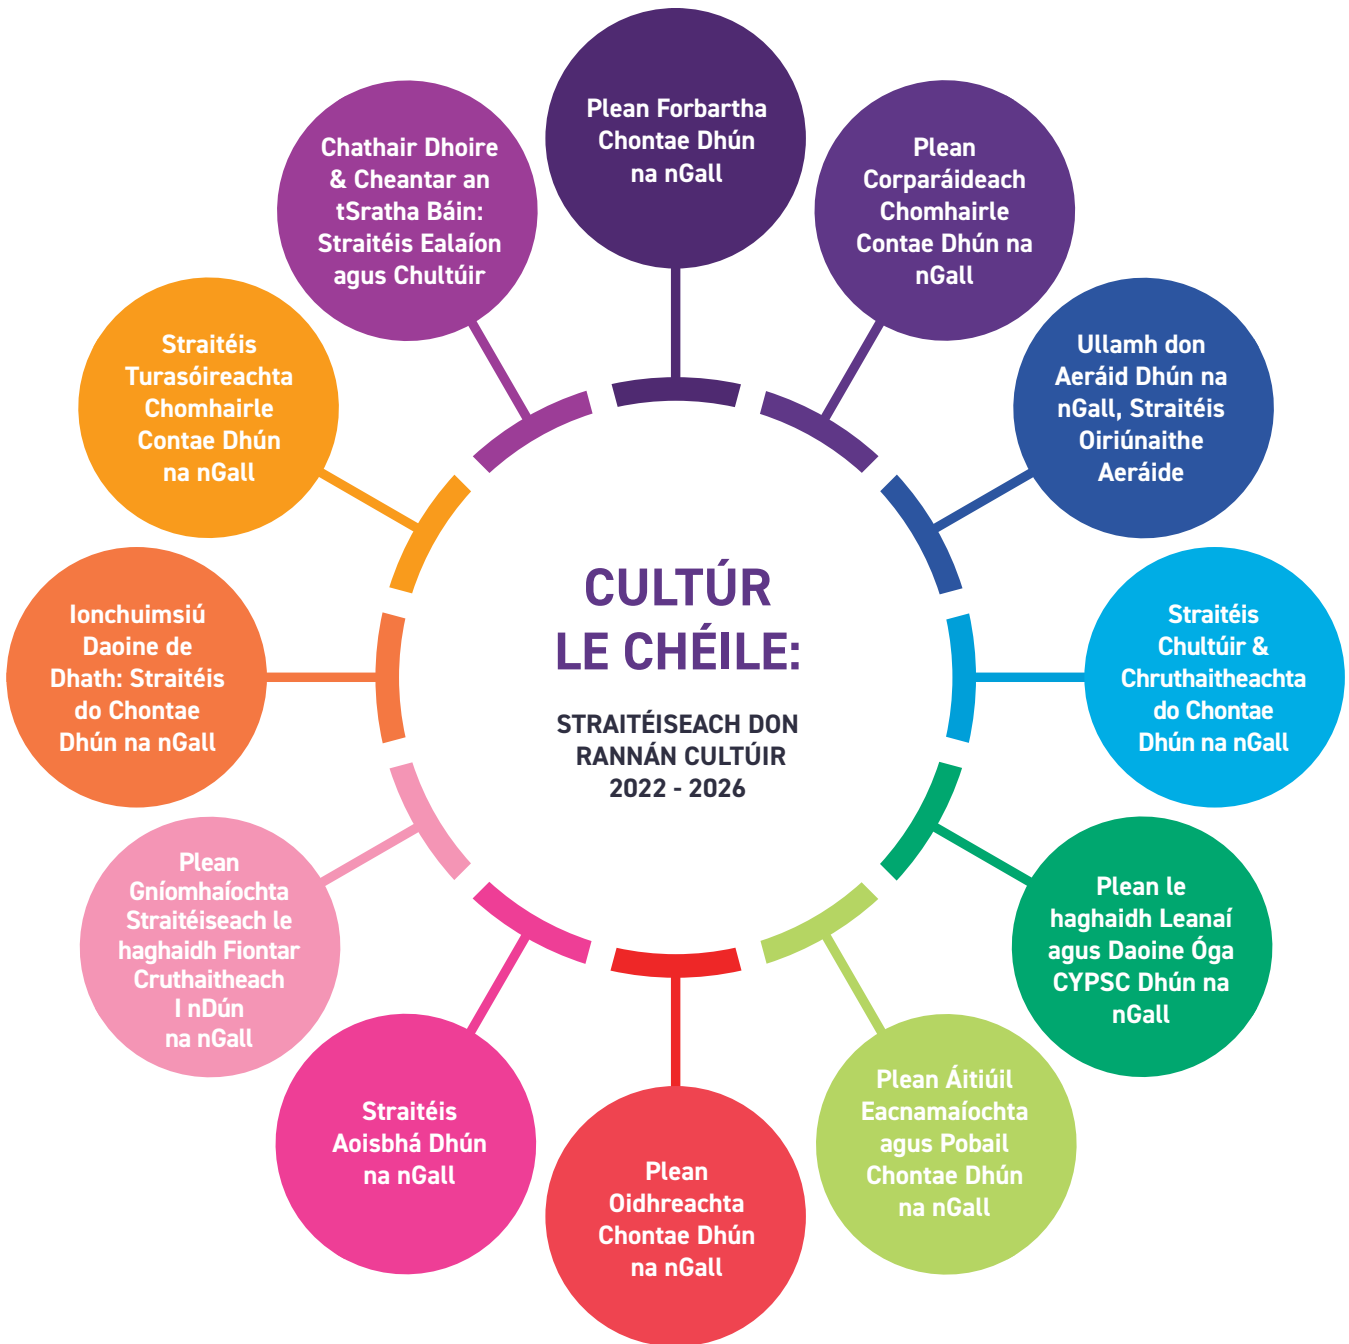 Plean Forbartha
Chontae Dhún
na nGall
Plean
Corparáideach
Chomhairle
Contae Dhún na
nGall
Ullamh don
Aeráid Dhún na
nGall, Straitéis
Oiriúnaithe
Aeráide
Straitéis
Chultúir &
Chruthaitheachta
do Chontae
Dhún na nGall
Plean le
haghaidh Leanaí
agus Daoine Óga
CYPSC Dhún na
nGall
Plean Áitiúil
Eacnamaíochta
agus Pobail
Chontae Dhún
na nGall
Plean
Oidhreachta
Chontae Dhún
na nGall
Straitéis
Aoisbhá Dhún
na nGall
Plean
Gníomhaíochta
Straitéiseach le
haghaidh Fiontar
Cruthaitheach
I nDún
na nGall
Ionchuimsiú
Daoine de
Dhath: Straitéis
do Chontae
Dhún na nGall
Straitéis
Turasóireachta
Chomhairle
Contae Dhún
na nGall
Chathair Dhoire
& Cheantar an
tSratha Báin:
Straitéis Ealaíon
agus Chultúir
CULTÚR
LE CHÉILE:
STRAITÉISEACH DON
RANNÁN CULTÚIR
2022 - 2026